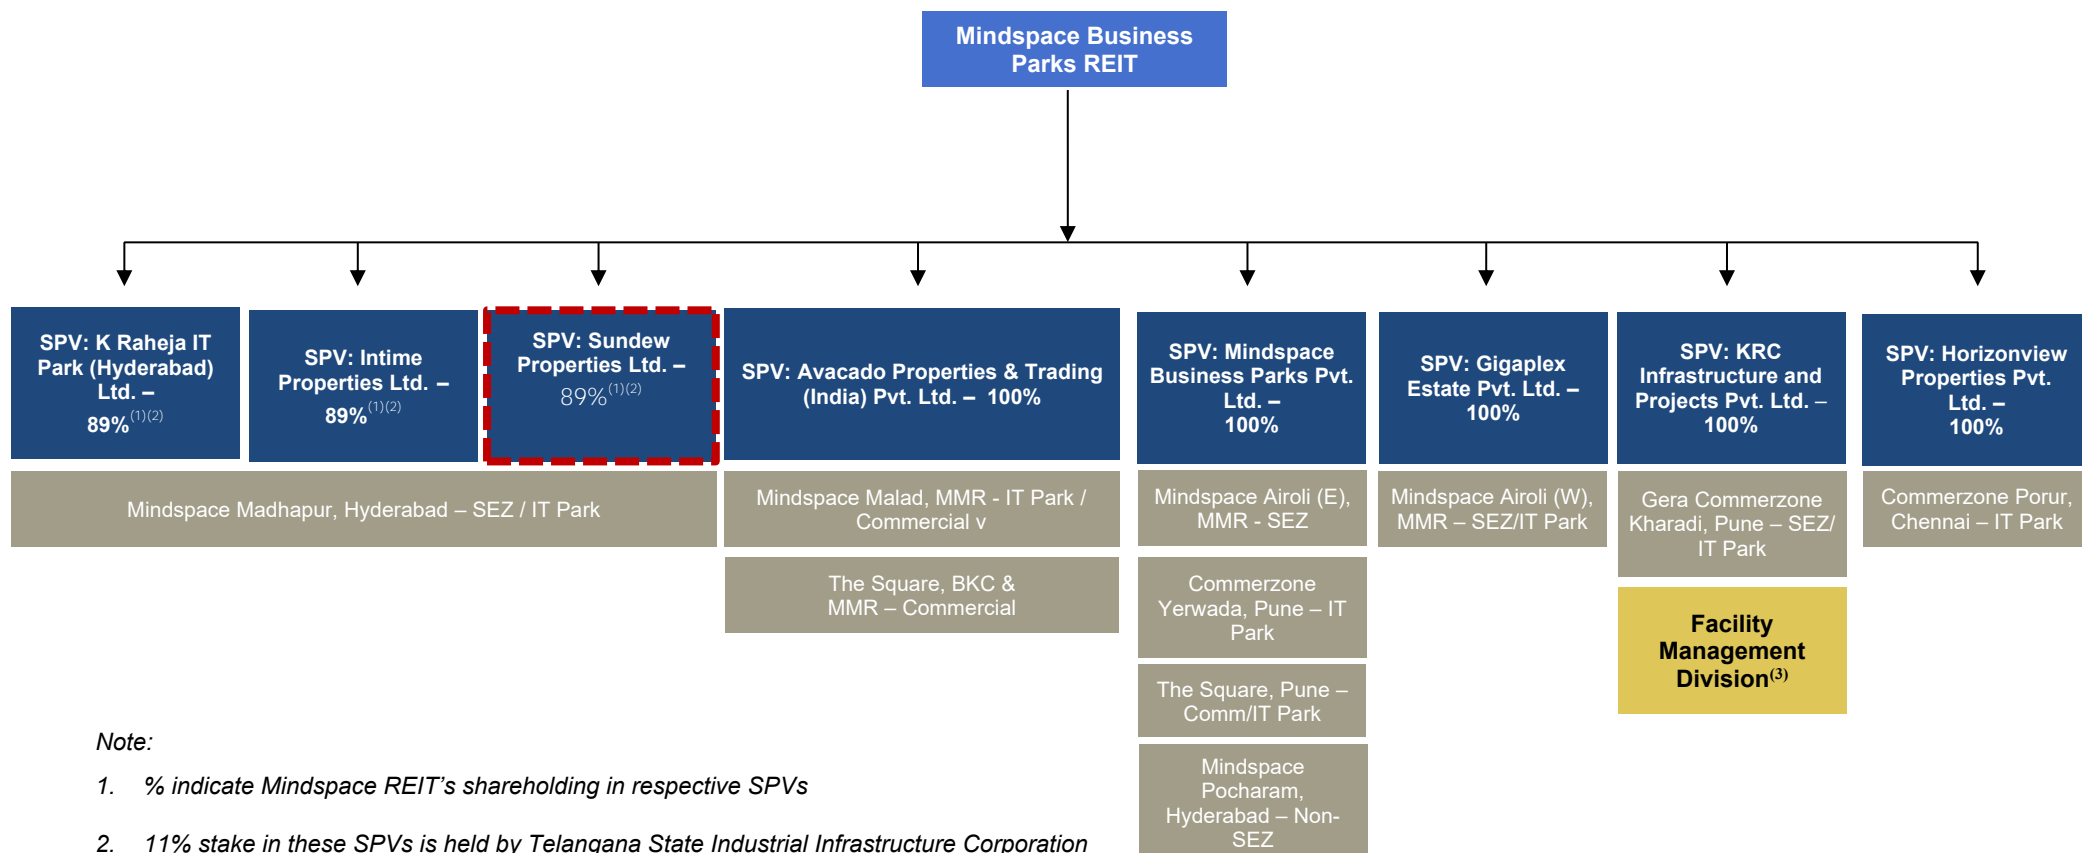 Mindspace Business
Parks REIT
SPV: K Raheja IT
Park (Hyderabad)
Ltd. –
89%(1)(2)
SPV: Intime
Properties Ltd. –
89%(1)(2)
SPV: Sundew
Properties Ltd. –
89%(1)(2)
SPV: Avacado Properties & Trading
(India) Pvt. Ltd. – 100%
SPV: Mindspace
Business Parks Pvt.
Ltd. –
100%
SPV: Gigaplex
Estate Pvt. Ltd. –
100%
SPV: KRC
Infrastructure and
Projects Pvt. Ltd. –
100%
SPV: Horizonview
Properties Pvt.
Ltd. –
100%
Mindspace Madhapur, Hyderabad – SEZ / IT Park
Mindspace Malad, MMR - IT Park /
Commercial v
Mindspace Airoli (E),
MMR - SEZ
Mindspace Airoli (W),
MMR – SEZ/IT Park
Gera Commerzone
Kharadi, Pune – SEZ/
IT Park
Commerzone Porur,
Chennai – IT Park
The Square, BKC &
MMR – Commercial
Commerzone
Yerwada, Pune – IT
Park
Facility
Management
Division(3)
The Square, Pune –
Comm/IT Park
Mindspace
Pocharam,
Hyderabad – Non-
SEZ
Note:
1. % indicate Mindspace REIT's shareholding in respective SPVs
2. 11% stake in these SPVs is held by Telangana State Industrial Infrastructure Corporation